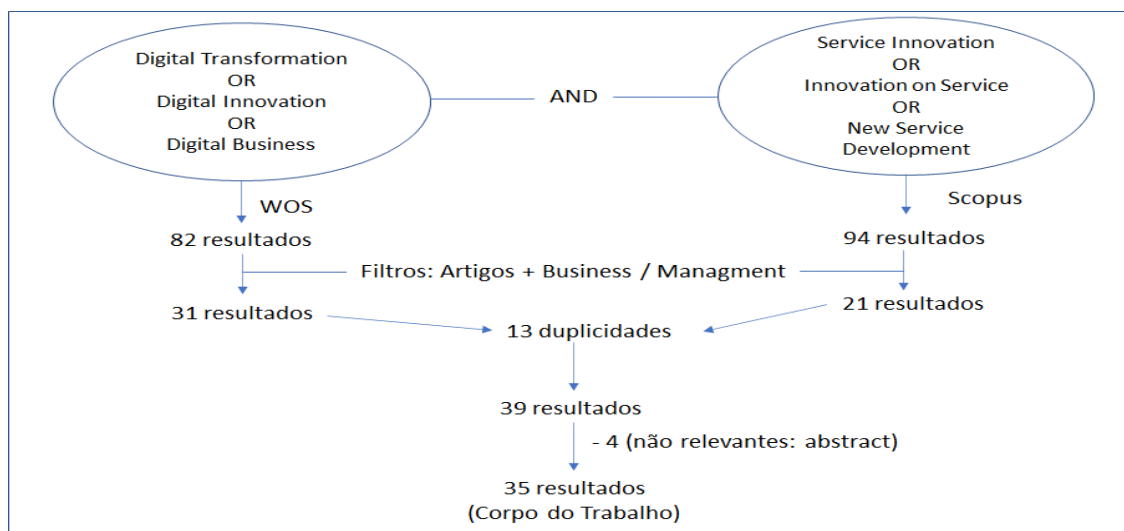 Digital Transformation
OR
Digital Innovation
OR
Digital Business
AND
Service Innovation
OR
Innovation on Service
OR
New Service
Development
WOS
Scopus
82 resultados
94 resultados
Filtros: Artigos + Business / Managment
31 resultados
21 resultados
13 duplicidades
39 resultados
- 4 (não relevantes: abstract)
35 resultados
(Corpo do Trabalho)